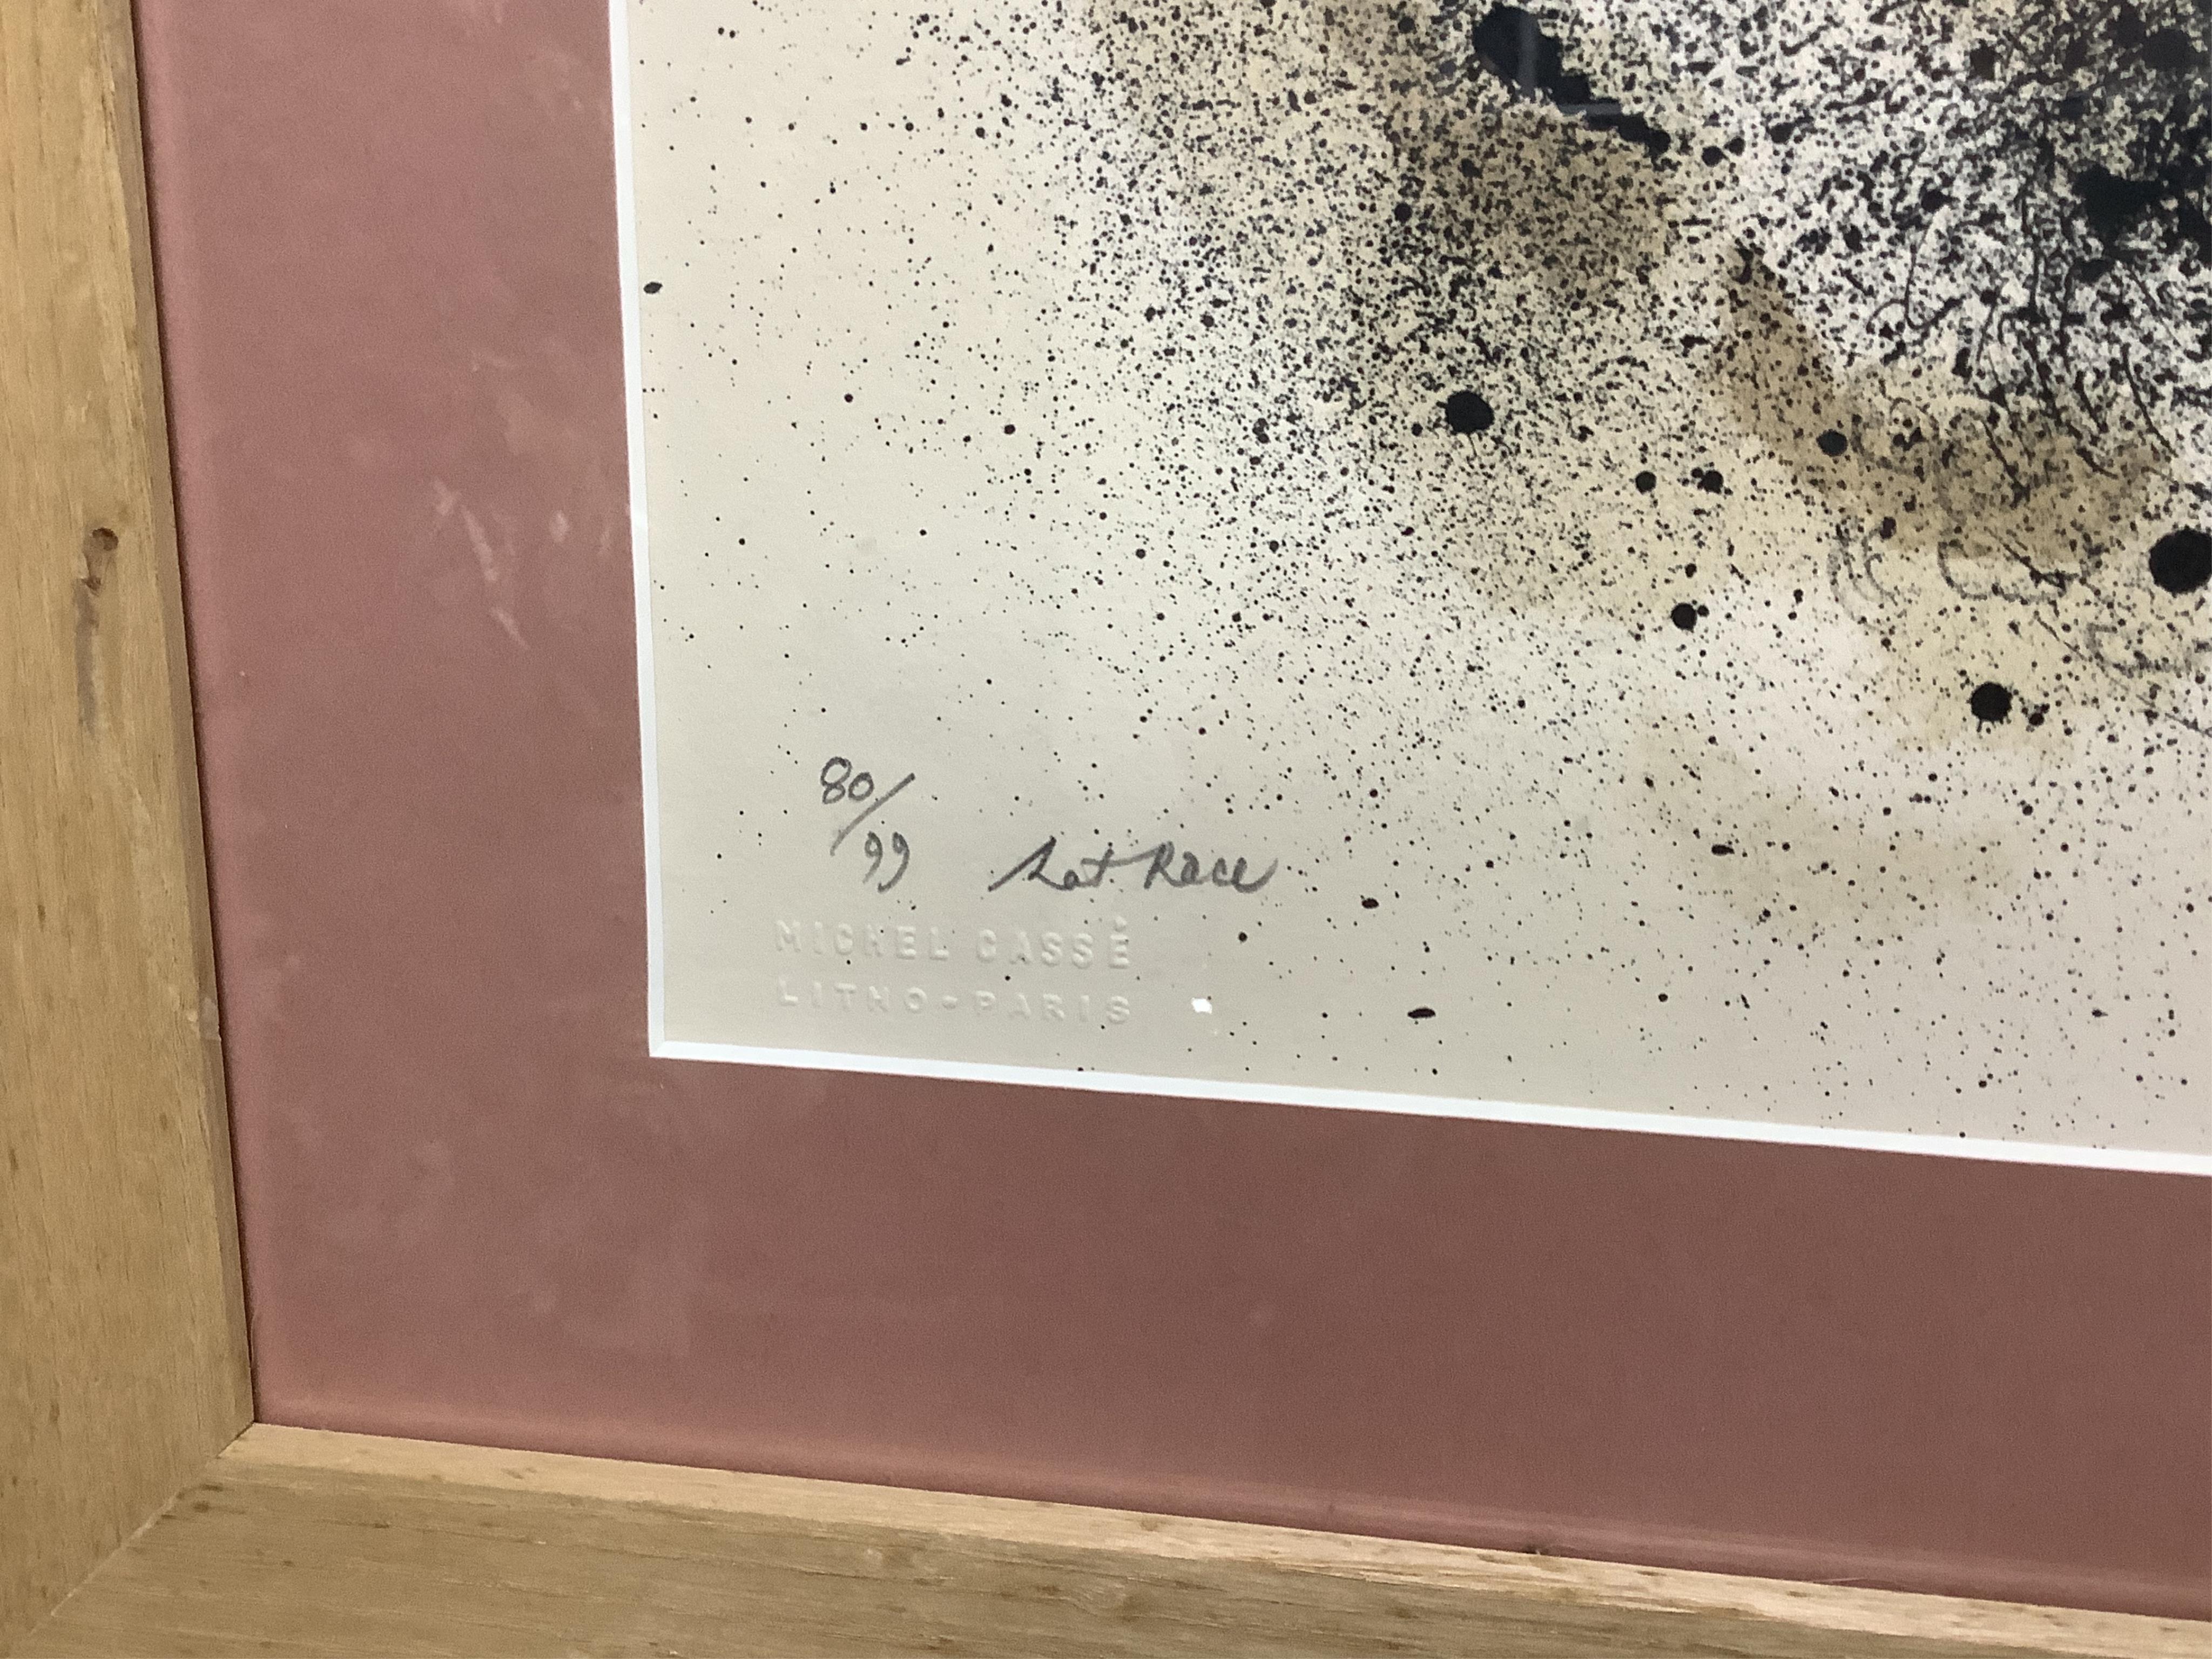 80/
99 Rat Race
MICHEL CASSÉ
LITHO-PARIS